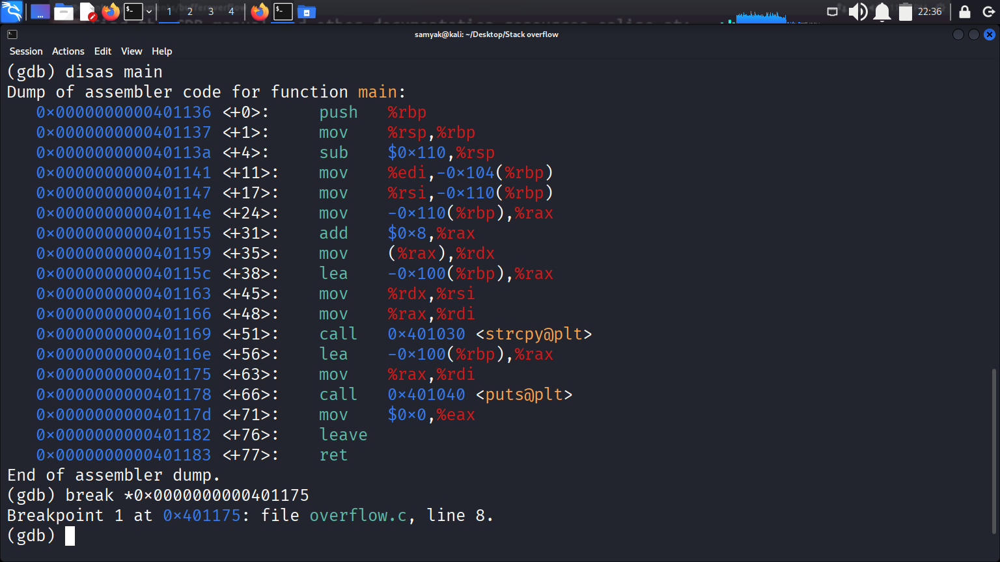 1 2 3 4 22:36
samyak@kali: ~/Desktop/Stack overflow
Session Actions Edit View Help
(gdb) disas main
Dump of assembler code for function main:
0x0000000000401136 <+0>: push %rbp
0x0000000000401137 <+1>: mov %rsp,%rbp
0x000000000040113a <+4>: sub $0x110,%rsp
0x0000000000401141 <+11>: mov %edi,-0x104(%rbp)
0x0000000000401147 <+17>: mov %rsi,-0x110(%rbp)
0x000000000040114e <+24>: mov -0x110(%rbp),%rax
0x0000000000401155 <+31>: add $0x8,%rax
0x0000000000401159 <+35>: mov (%rax),%rdx
0x000000000040115c <+38>: lea -0x100(%rbp),%rax
0x0000000000401163 <+45>: mov %rdx,%rsi
0x0000000000401166 <+48>: mov %rax,%rdi
0x0000000000401169 <+51>: call 0x401030 <strcpy@plt>
0x000000000040116e <+56>: lea -0x100(%rbp),%rax
0x0000000000401175 <+63>: mov %rax,%rdi
0x0000000000401178 <+66>: call 0x401040 <puts@plt>
0x000000000040117d <+71>: mov $0x0,%eax
0x0000000000401182 <+76>: leave
0x0000000000401183 <+77>: ret
End of assembler dump.
(gdb) break *0x0000000000401175
Breakpoint 1 at 0x401175: file overflow.c, line 8.
(gdb)